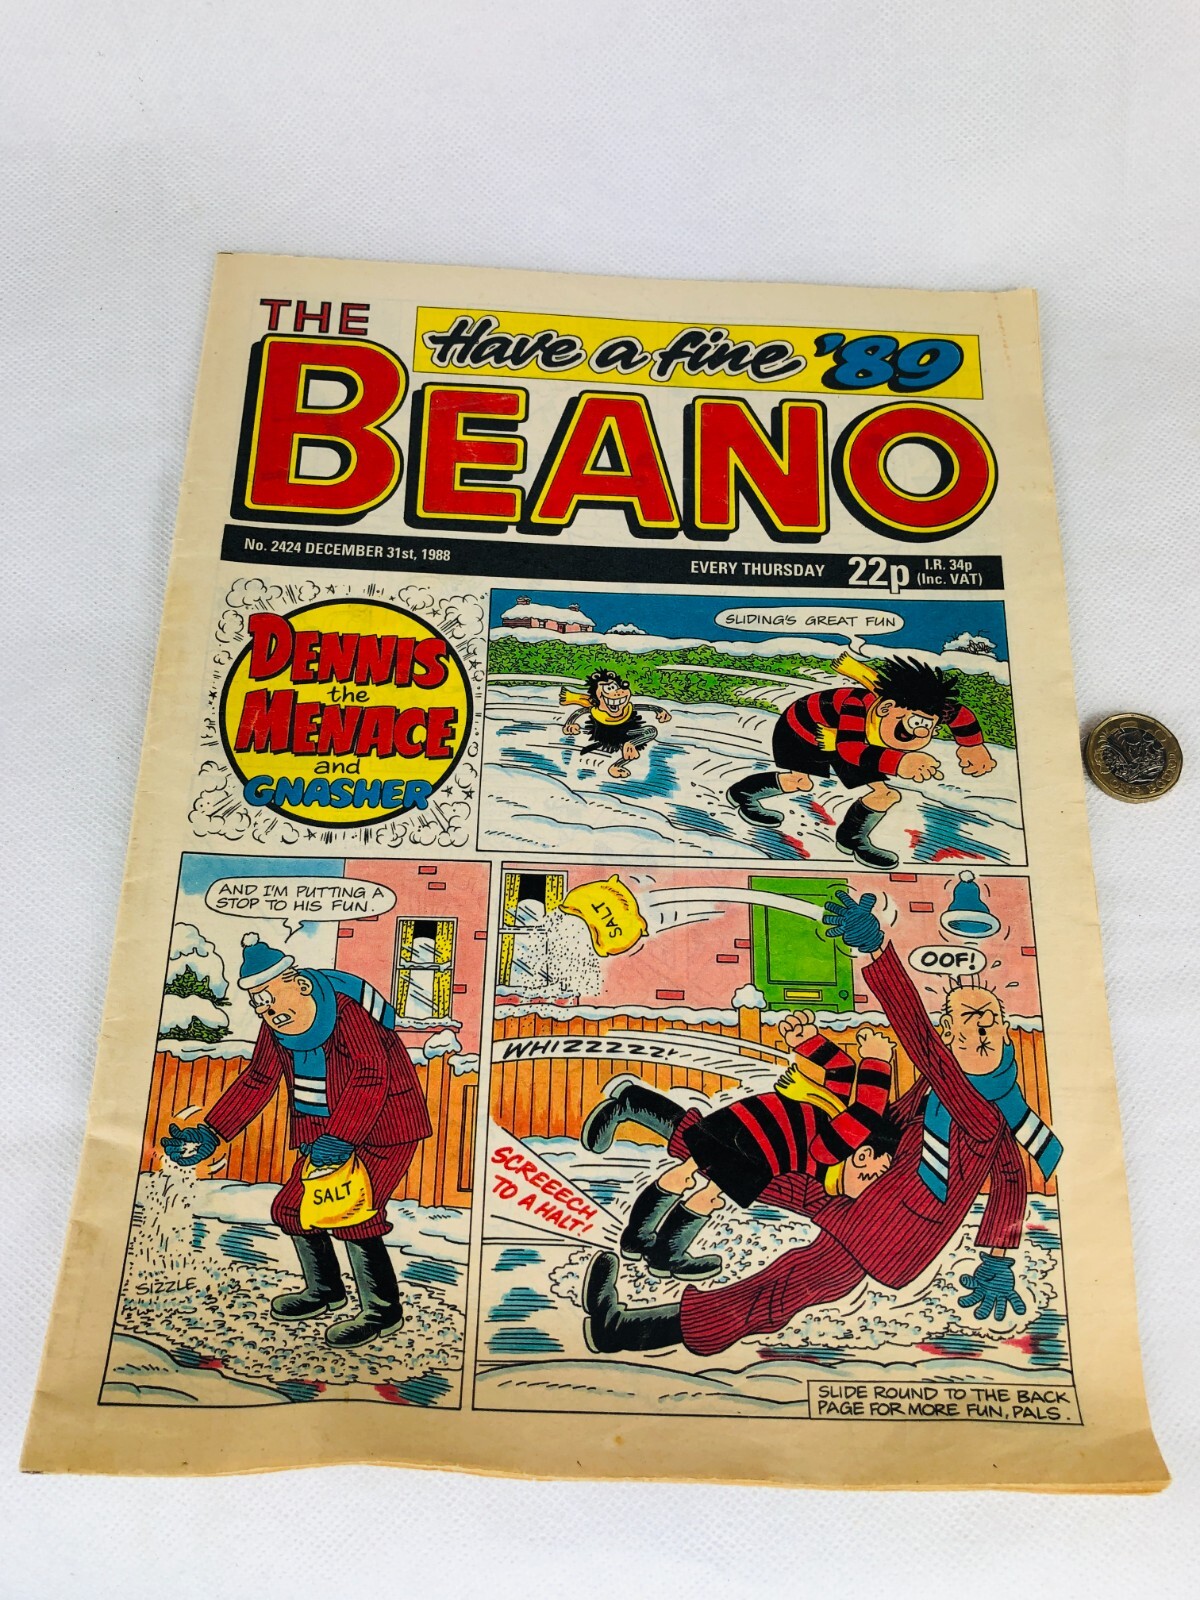 THE
Have a fine '89
BEANO
No. 2424 DECEMBER 31st, 1988
EVERY THURSDAY
22p
I.R. 34p
(Inc. VAT)
DENNIS
the
MENACE
and
GNASHER
SLIDING'S GREAT FUN
AND I'M PUTTING A
STOP TO HIS FUN.
SALT
SIZZLE
SALT
OOF!
WHIZZZZZZ!
SCREEECH
TO A HALT!
SLIDE ROUND TO THE BACK
PAGE FOR MORE FUN, PALS.